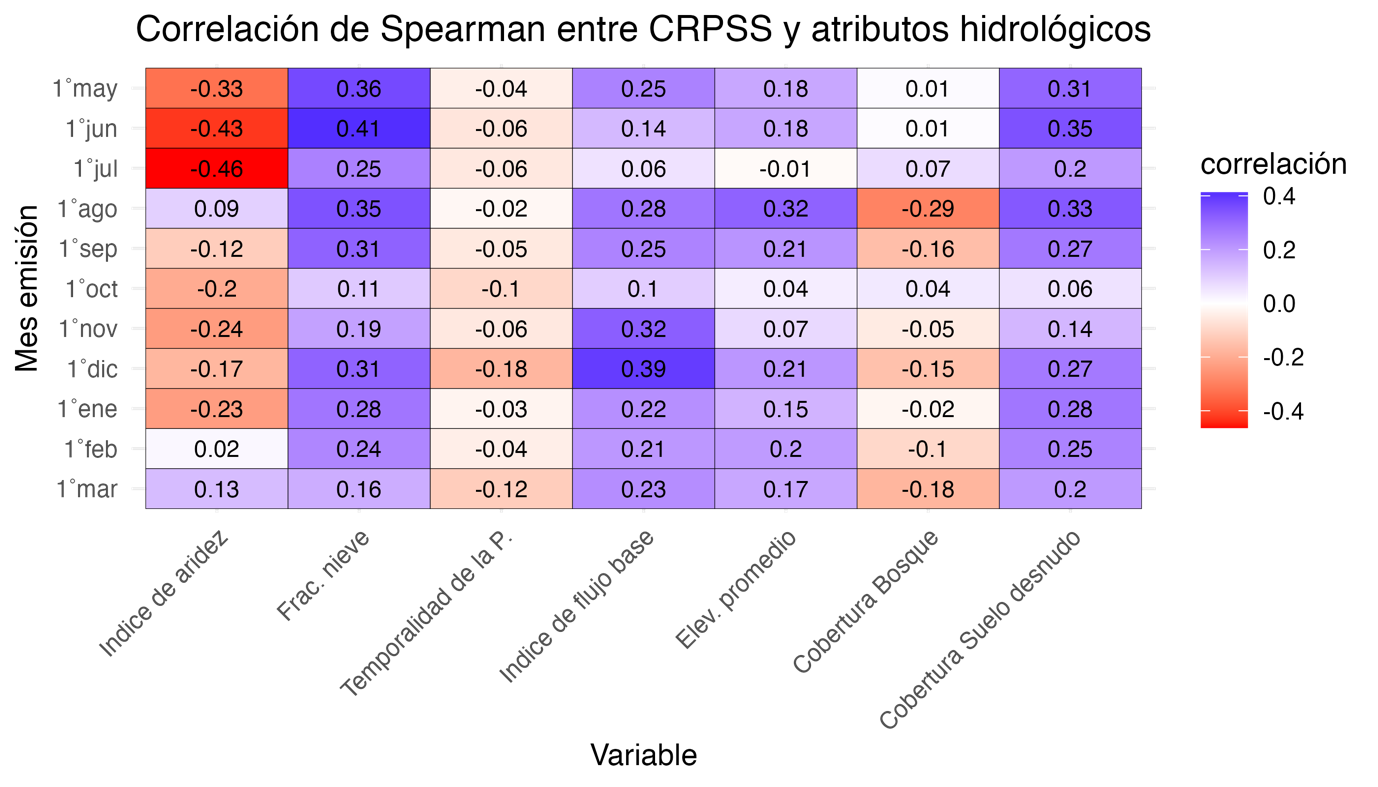 Correlación de Spearman entre CRPSS y atributos hidrológicos
Mes emisión
1°may -0.33 0.36 -0.04 0.25 0.18 0.01 0.31
1°jun -0.43 0.41 -0.06 0.14 0.18 0.01 0.35
1°jul -0.46 0.25 -0.06 0.06 -0.01 0.07 0.2
1°ago 0.09 0.35 -0.02 0.28 0.32 -0.29 0.33
1°sep -0.12 0.31 -0.05 0.25 0.21 -0.16 0.27
1°oct -0.2 0.11 -0.1 0.1 0.04 0.04 0.06
1°nov -0.24 0.19 -0.06 0.32 0.07 -0.05 0.14
1°dic -0.17 0.31 -0.18 0.39 0.21 -0.15 0.27
1°ene -0.23 0.28 -0.03 0.22 0.15 -0.02 0.28
1°feb 0.02 0.24 -0.04 0.21 0.2 -0.1 0.25
1°mar 0.13 0.16 -0.12 0.23 0.17 -0.18 0.2
Indice de aridez
Frac. nieve
Temporalidad de la P.
Indice de flujo base
Elev. promedio
Cobertura Bosque
Cobertura Suelo desnudo
Variable
correlación
0.4
0.2
0.0
-0.2
-0.4